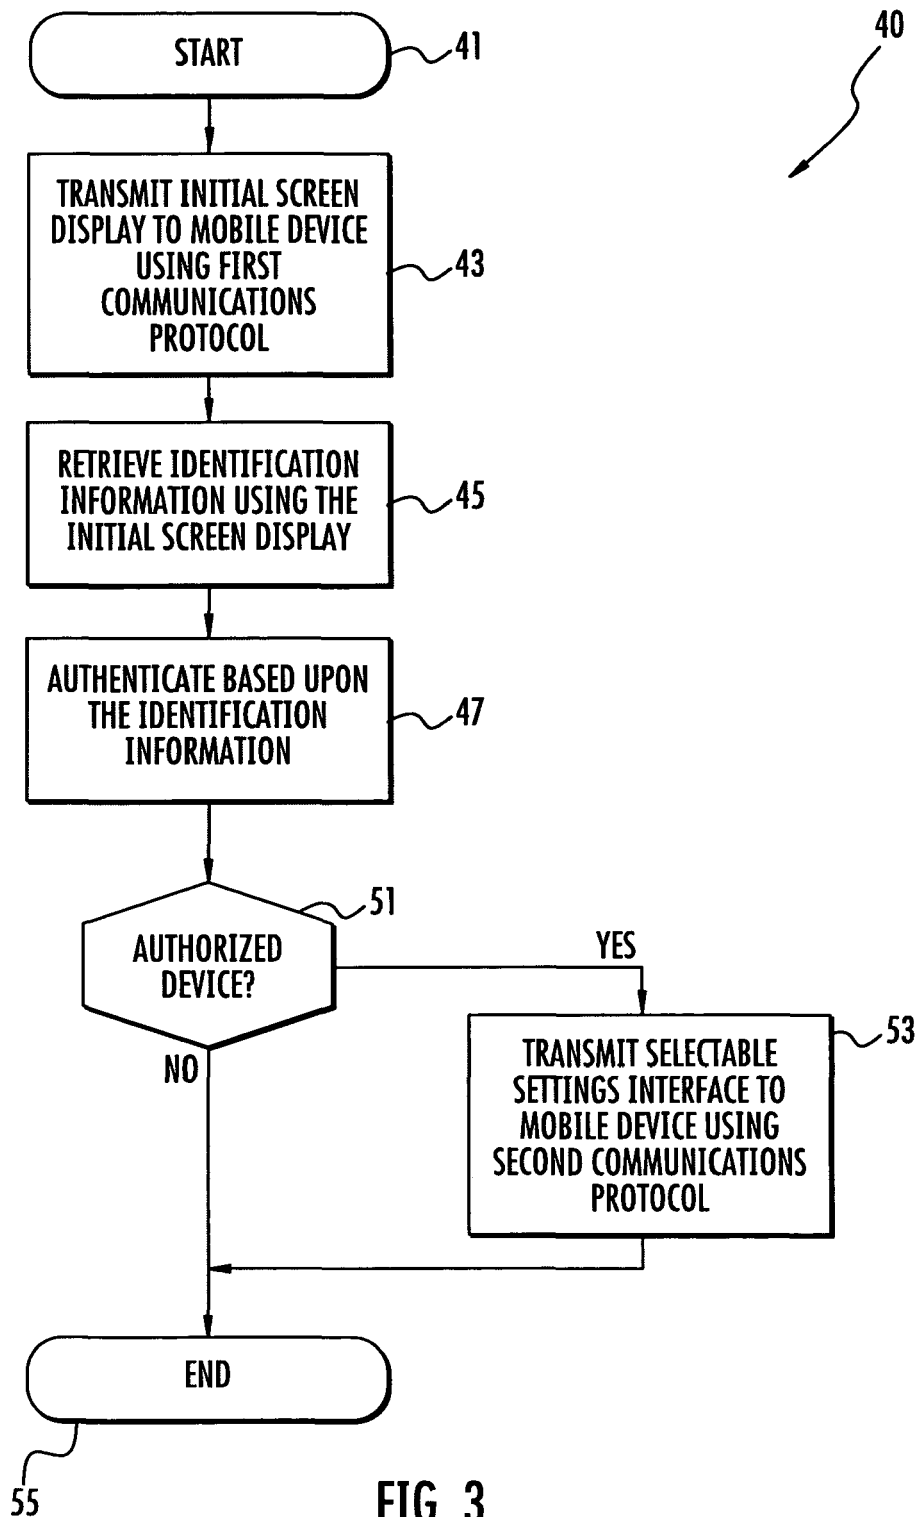 START
41
40
TRANSMIT INITIAL SCREEN
DISPLAY TO MOBILE DEVICE
USING FIRST
COMMUNICATIONS
PROTOCOL
43
RETRIEVE IDENTIFICATION
INFORMATION USING THE
INITIAL SCREEN DISPLAY
45
AUTHENTICATE BASED UPON
THE IDENTIFICATION
INFORMATION
47
51
AUTHORIZED
DEVICE?
YES
NO
53
TRANSMIT SELECTABLE
SETTINGS INTERFACE TO
MOBILE DEVICE USING
SECOND COMMUNICATIONS
PROTOCOL
END
55
FIG. 3